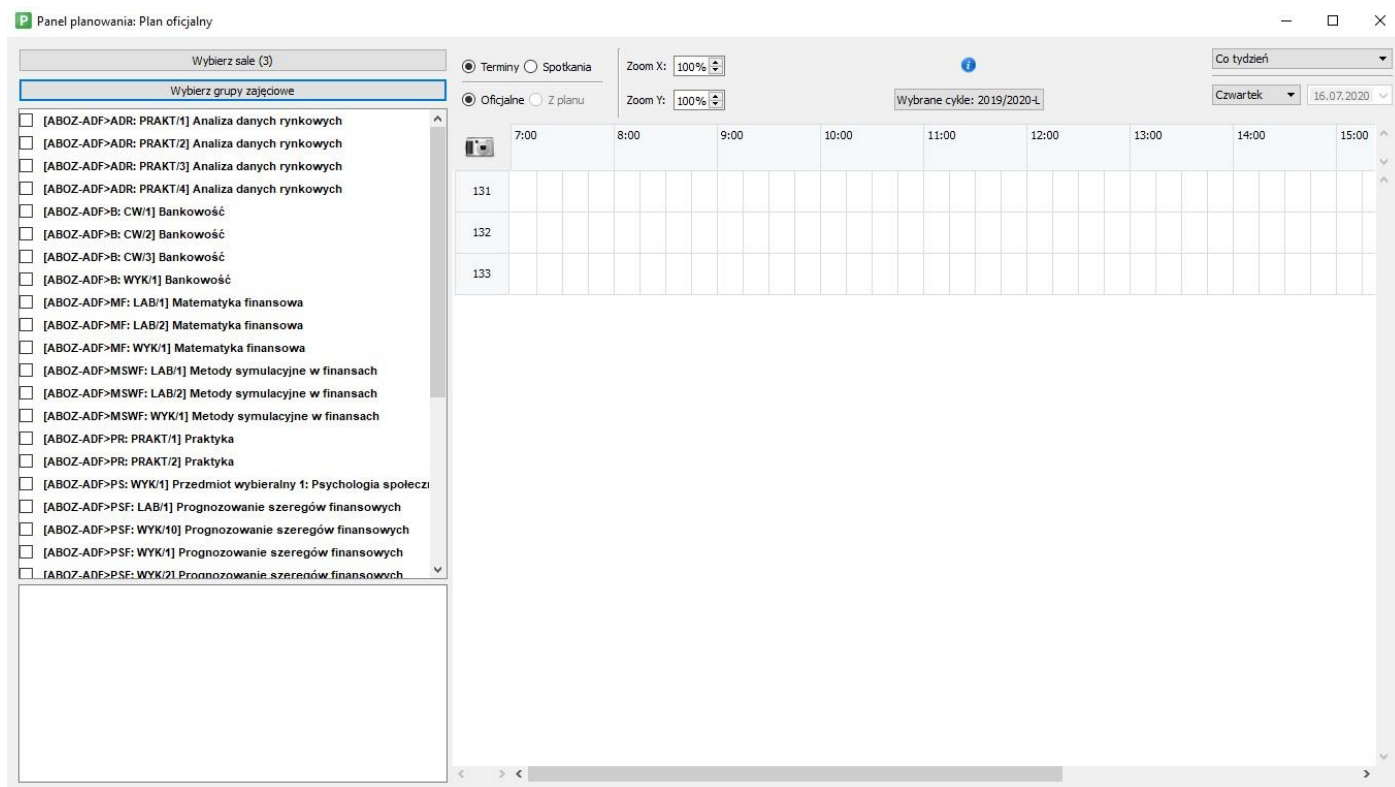 P Panel planowania: Plan oficjalny
Wybierz sale (3)
Wybierz grupy zajęciowe
[ABOZ-ADF>ADR: PRAKT/1] Analiza danych rynkowych
[ABOZ-ADF>ADR: PRAKT/2] Analiza danych rynkowych
[ABOZ-ADF>ADR: PRAKT/3] Analiza danych rynkowych
[ABOZ-ADF>ADR: PRAKT/4] Analiza danych rynkowych
[ABOZ-ADF>B: CW/1] Bankowość
[ABOZ-ADF>B: CW/2] Bankowość
[ABOZ-ADF>B: CW/3] Bankowość
[ABOZ-ADF>B: WYK/1] Bankowość
[ABOZ-ADF>MF: LAB/1] Matematyka finansowa
[ABOZ-ADF>MF: LAB/2] Matematyka finansowa
[ABOZ-ADF>MF: WYK/1] Matematyka finansowa
[ABOZ-ADF>MSWF: LAB/1] Metody symulacyjne w finansach
[ABOZ-ADF>MSWF: LAB/2] Metody symulacyjne w finansach
[ABOZ-ADF>MSWF: WYK/1] Metody symulacyjne w finansach
[ABOZ-ADF>PR: PRAKT/1] Praktyka
[ABOZ-ADF>PR: PRAKT/2] Praktyka
[ABOZ-ADF>PS: WYK/1] Przedmiot wybieralny 1: Psychologia społeczn
[ABOZ-ADF>PSF: LAB/1] Prognozowanie szeregów finansowych
[ABOZ-ADF>PSF: WYK/10] Prognozowanie szeregów finansowych
[ABOZ-ADF>PSF: WYK/1] Prognozowanie szeregów finansowych
[ABOZ-ADF>PSF: WYK/2] Prognozowanie szeregów finansowych
Terminy Spotkania
Oficjalne Z planu
Zoom X: 100%
Zoom Y: 100%
Wybrane cykle: 2019/2020-L
Co tydzień
Czwartek 16.07.2020
7:00 8:00 9:00 10:00 11:00 12:00 13:00 14:00 15:00
131
132
133